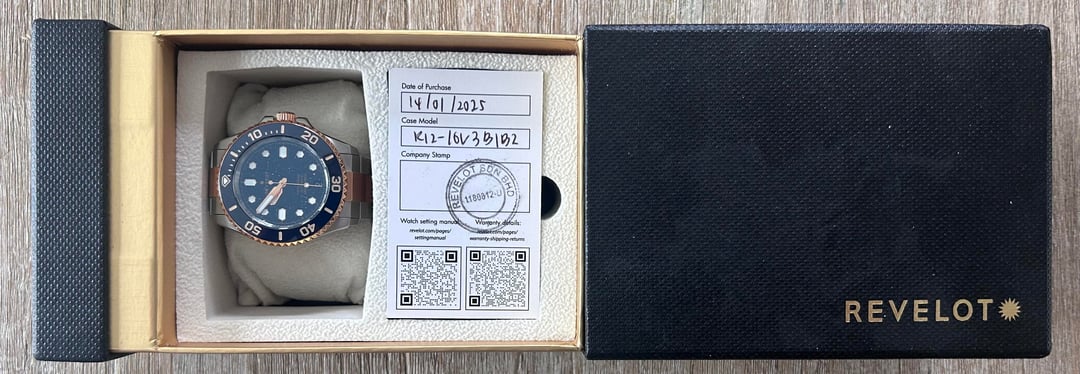 10
20
30
40
50
Date of Purchase
14/01/2025
Case Model
R12-16V3B1B2
Company Stamp
REVELOT SDN BHD
1180012-U
Watch setting manual
revelot.com/pages/
settingmanual
Warranty details:
revelot.com/pages/
warranty-shipping-returns
REVELOT